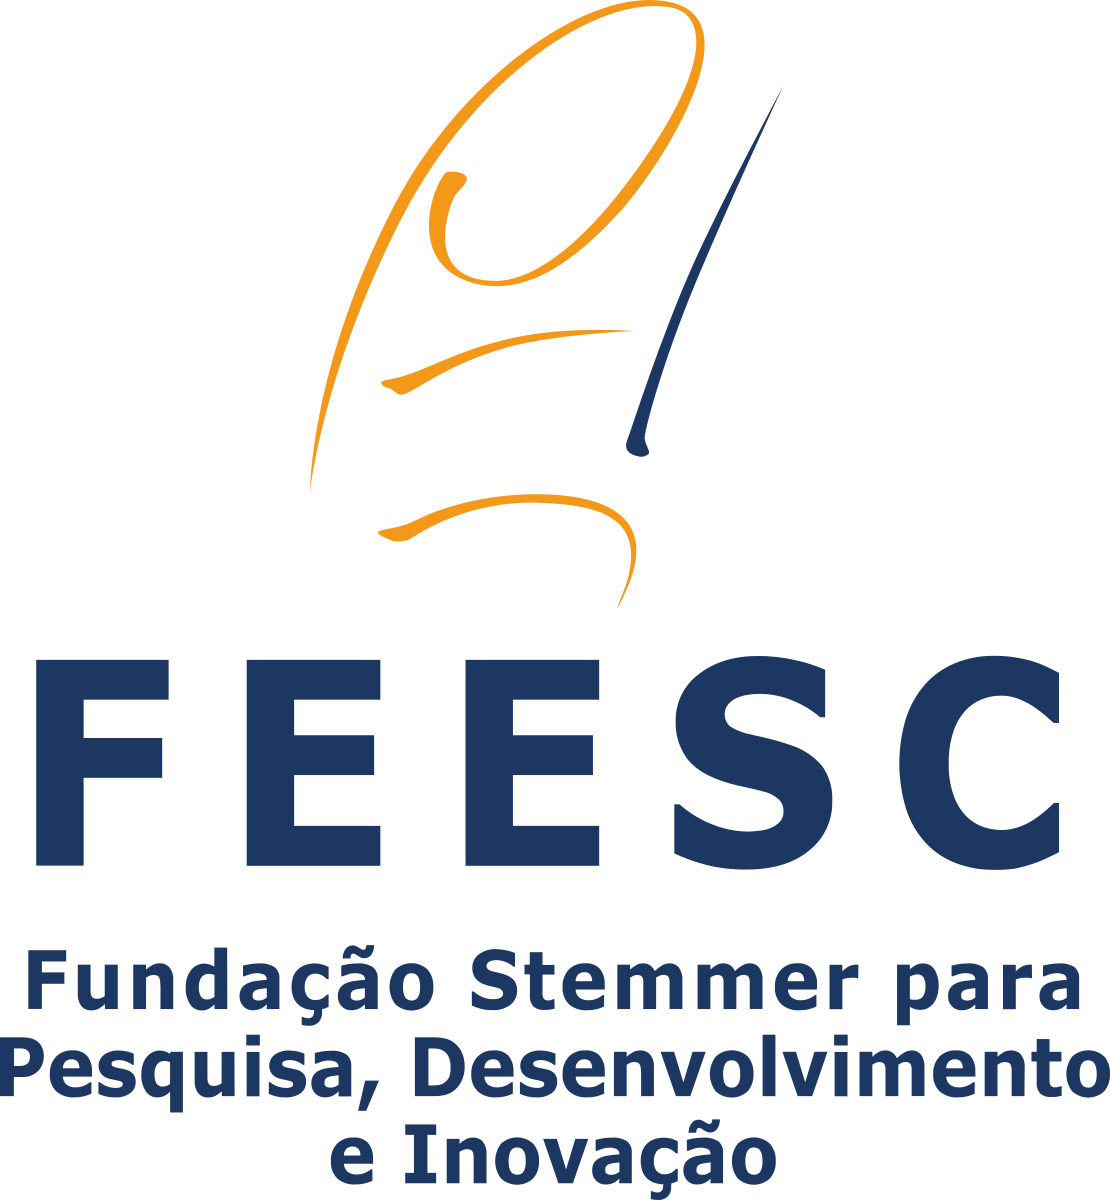 FEESC
Fundação Stemmer para
Pesquisa, Desenvolvimento
e Inovação